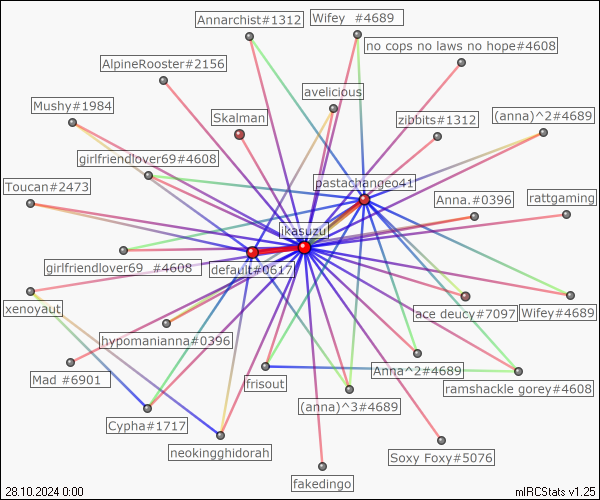 Annarchist#1312
Wifey  #4689
no cops no laws no hope#4608
AlpineRooster#2156
avelicious
Mushy#1984
Skalman
zibbits#1312
(anna)^2#4689
girlfriendlover69#4608
pastachangeo41
Toucan#2473
Anna.#0396
rattgaming
ikasuzu
girlfriendlover69  #4608
default#0617
xenoyaut
ace deucy#7097
Wifey#4689
hypomanianna#0396
Anna^2#4689
Mad #6901
frisout
ramshackle gorey#4608
(anna)^3#4689
Cypha#1717
neokingghidorah
Soxy Foxy#5076
fakedingo
28.10.2024 0:00
mIRCStats v1.25